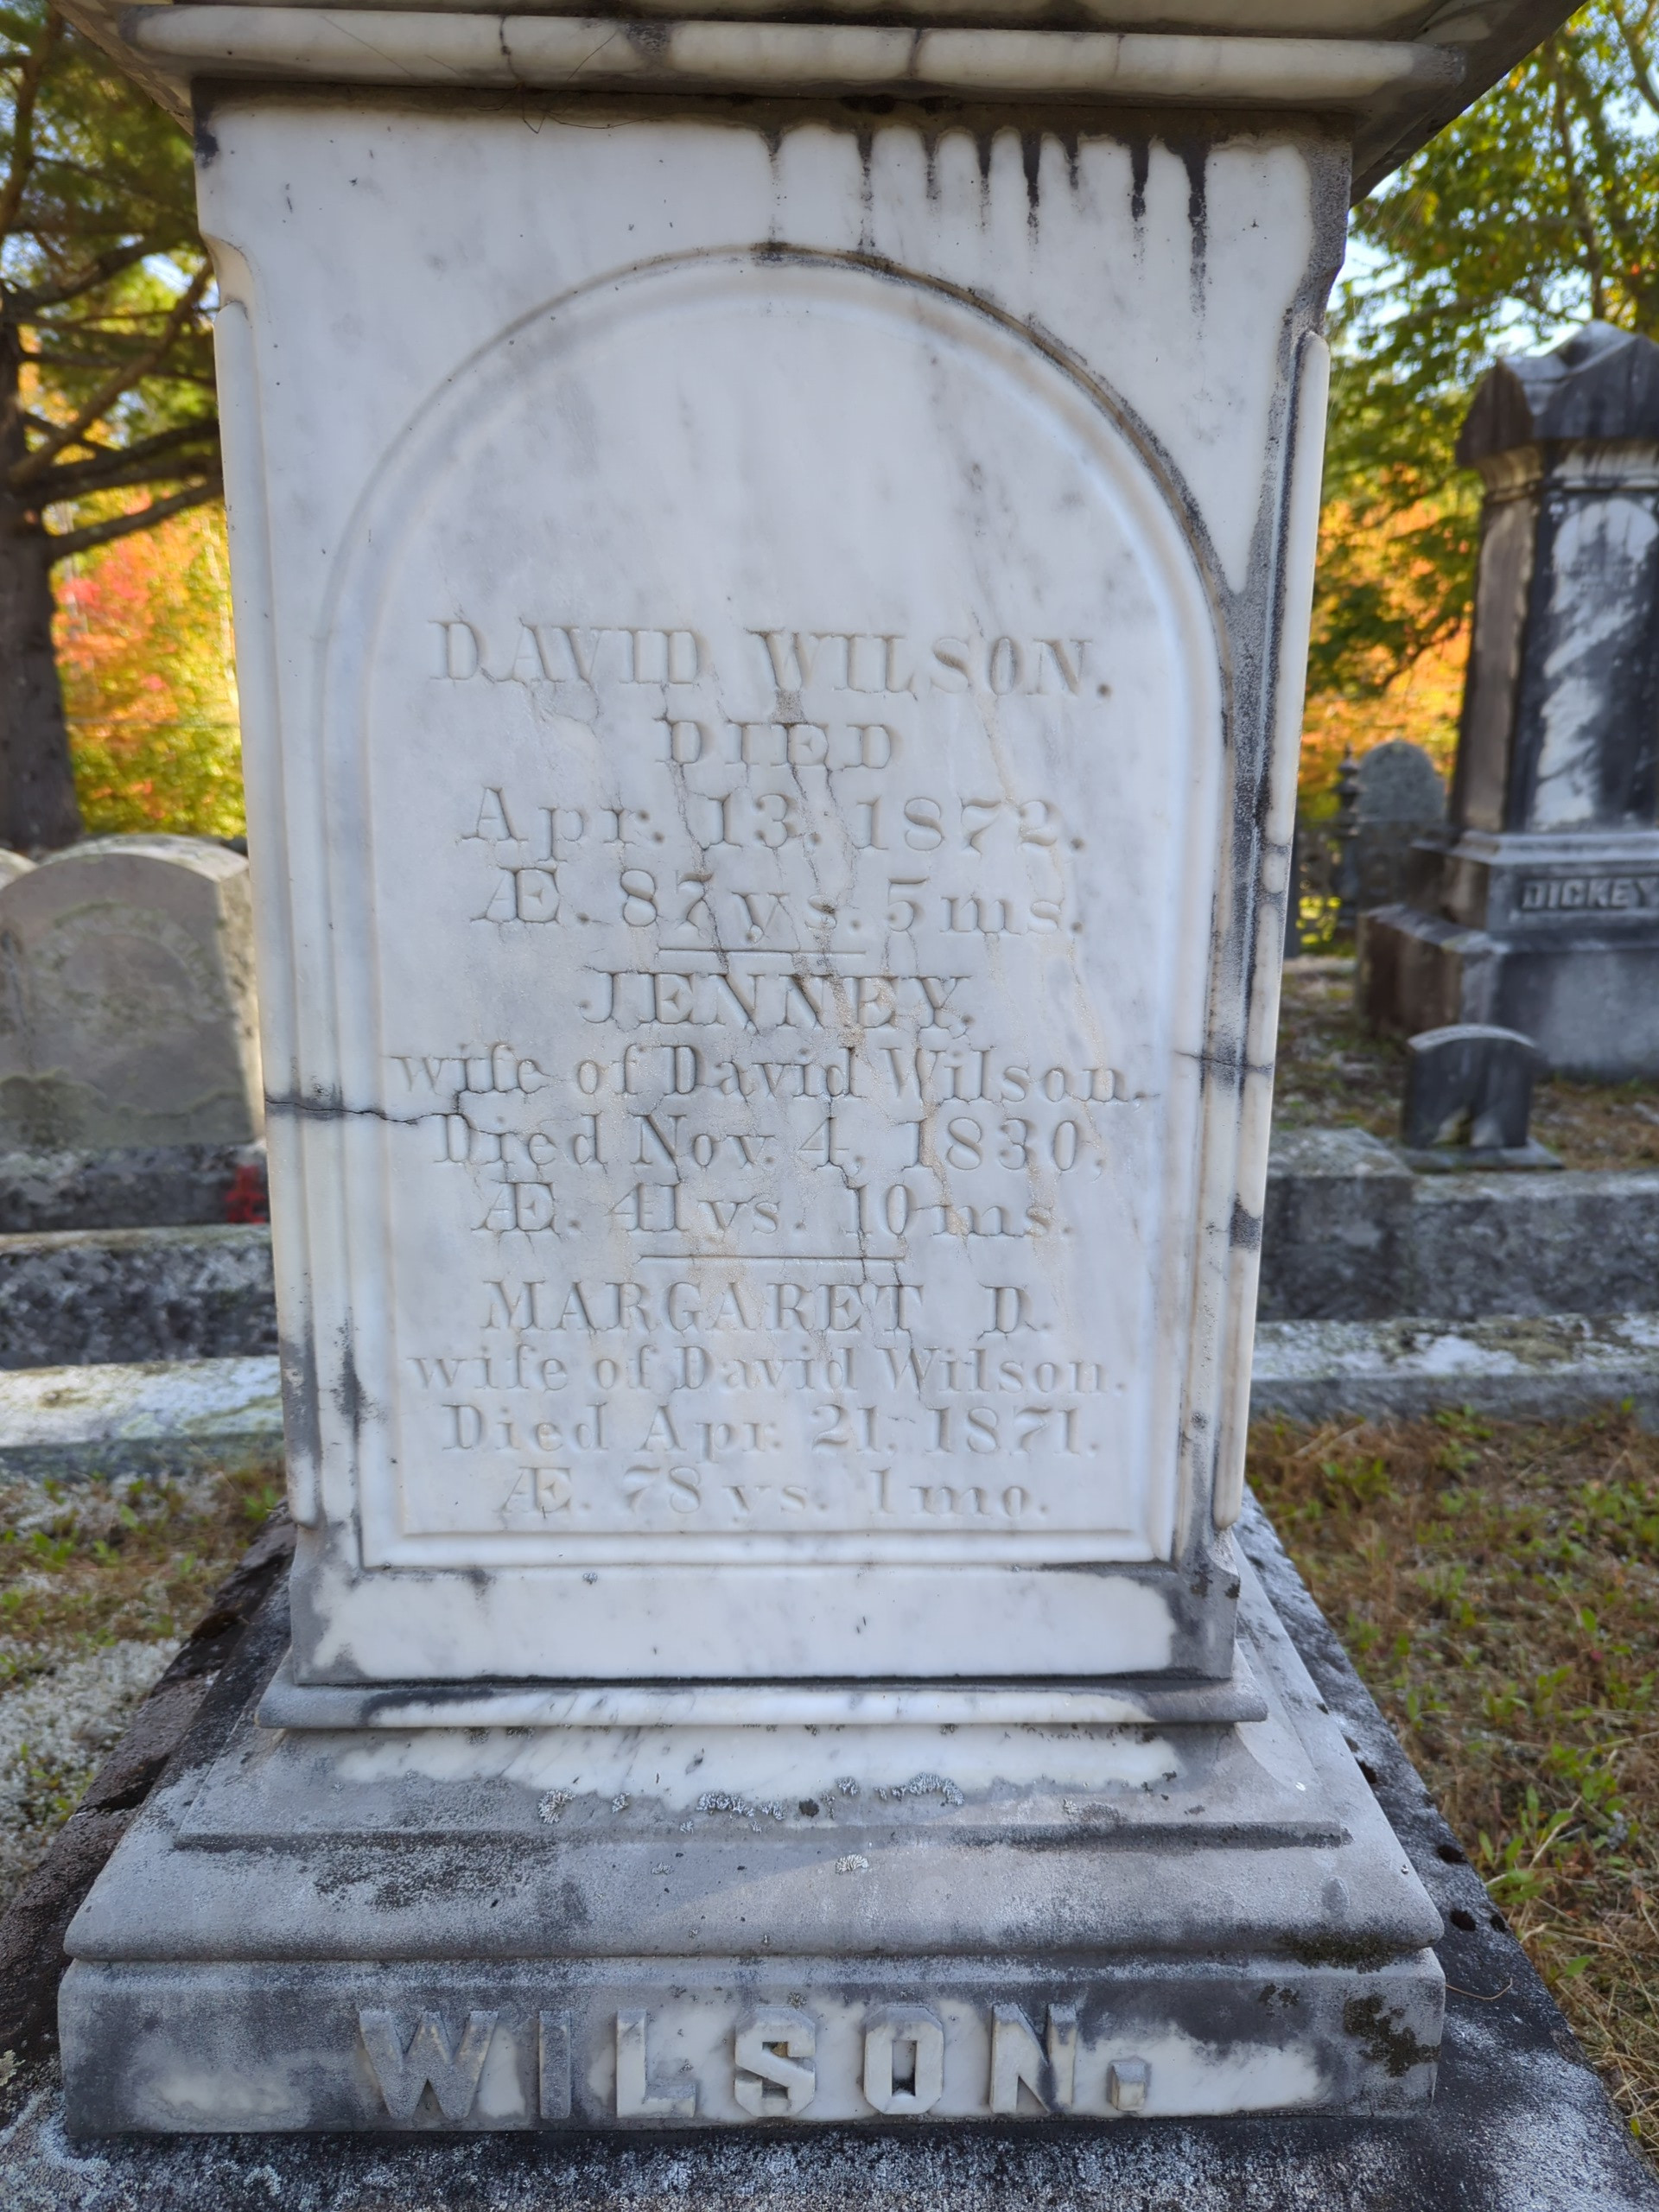 DAVID WILSON.
DIED
Apr. 13, 1872.
Æ. 87 ys. 5 ms.
JENNEY,
wife of David Wilson,
Died Nov. 4, 1830,
Æ. 41 ys. 10 ms.
MARGARET D.
wife of David Wilson.
Died Apr. 21, 1871.
Æ. 78 ys. 1 mo.
WILSON.
DICKEY